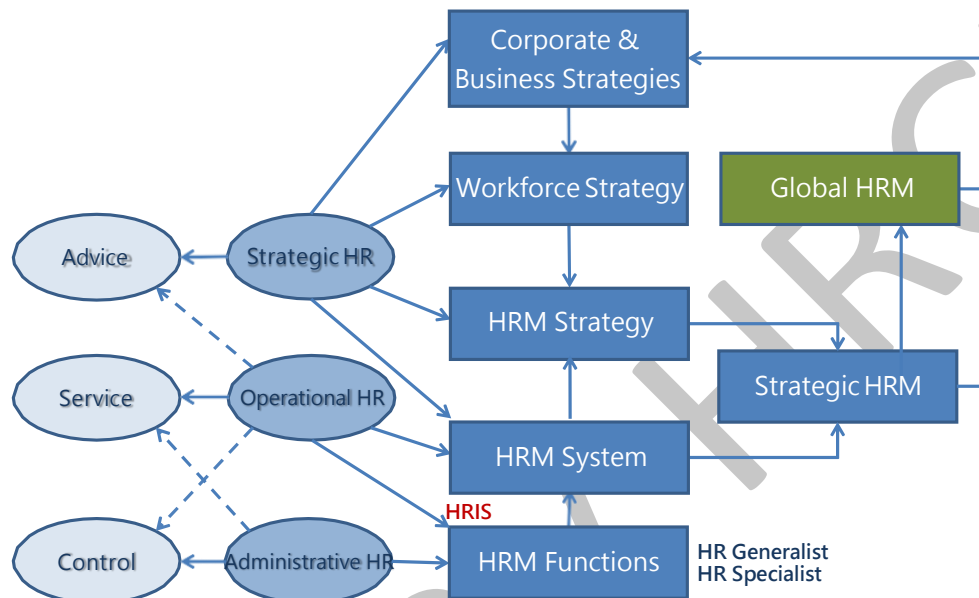 Corporate &
Business Strategies
Workforce Strategy
Global HRM
Advice
Strategic HR
HRM Strategy
Strategic HRM
Service
Operational HR
HRM System
HRIS
Control
Administrative HR
HRM Functions
HR Generalist
HR Specialist